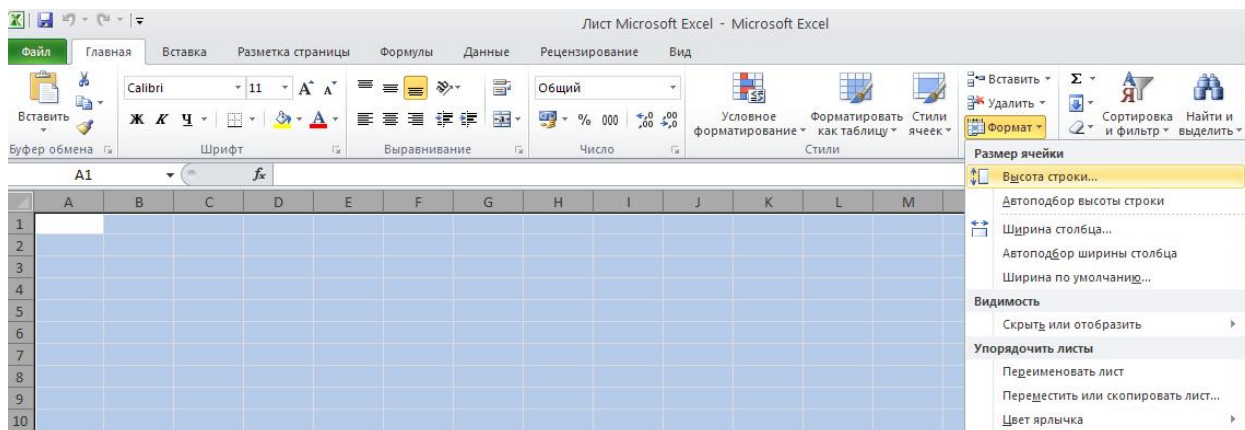 Лист Microsoft Excel - Microsoft Excel
Файл Главная Вставка Разметка страницы Формулы Данные Рецензирование Вид
Вставить
Calibri 11 A A
Ж К Ч A
Общий
% 000 ,00 ,00 ,0
Условное форматирование
Форматировать как таблицу
Стили ячеек
Вставить
Удалить
Формат
Σ
Сортировка и фильтр
Найти и выделить
Буфер обмена Шрифт Выравнивание Число Стили
A1 fx
A B C D E F G H I J K L M
1
2
3
4
5
6
7
8
9
10
Размер ячейки
Высота строки...
Автоподбор высоты строки
Ширина столбца...
Автоподбор ширины столбца
Ширина по умолчанию...
Видимость
Скрыть или отобразить
Упорядочить листы
Переименовать лист
Переместить или скопировать лист...
Цвет ярлычка